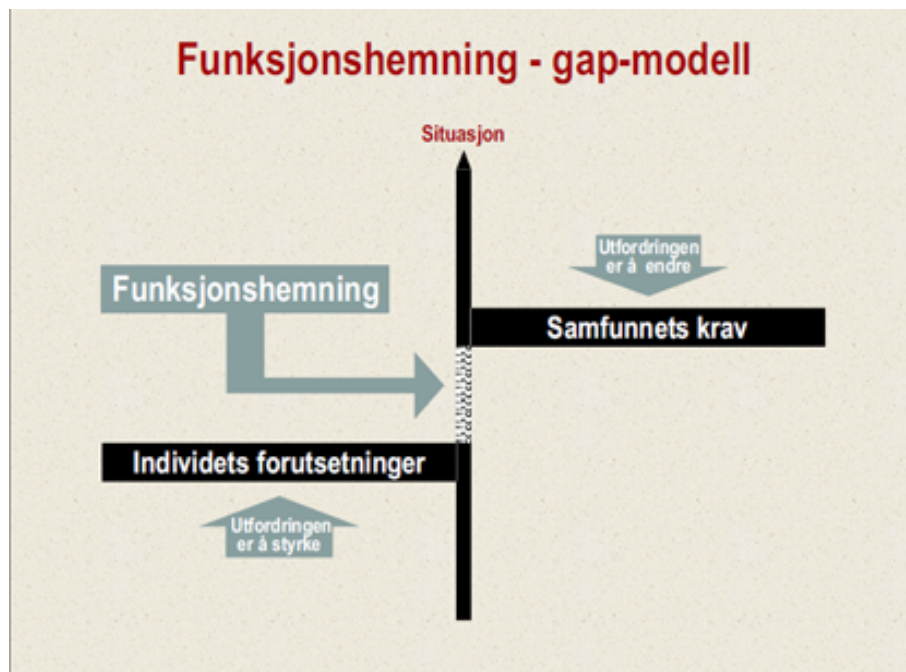 Funksjonshemning - gap-modell
Situasjon
Utfordringen
er å endre
Funksjonshemning
Samfunnets krav
Individets forutsetninger
Utfordringen
er å styrke